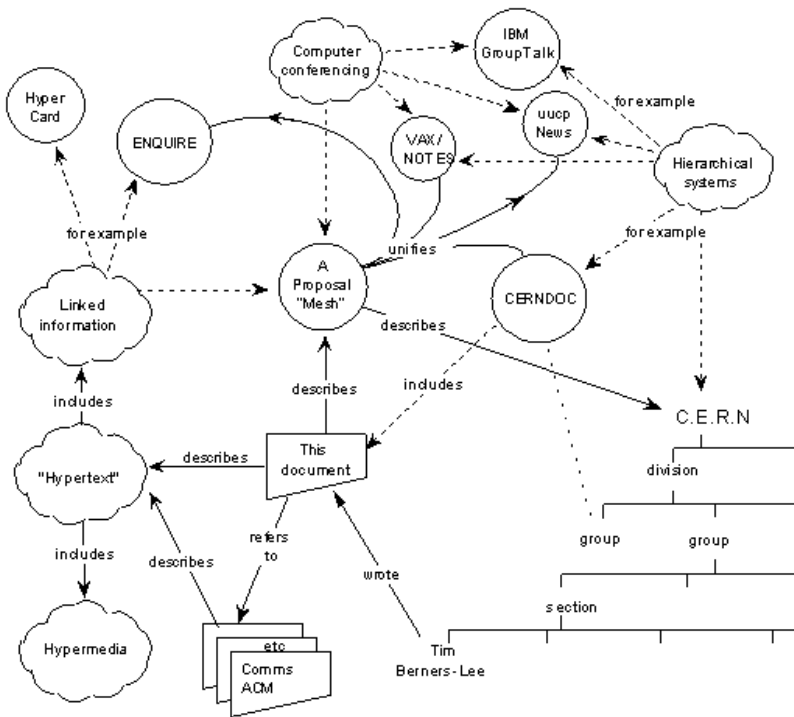 IBM
GroupTalk
Computer
conferencing
Hyper
Card
for example
uucp
News
ENQUIRE
VAX/
NOTES
Hierarchical
systems
for example
unifies
for example
A
Proposal
"Mesh"
CERNDOC
Linked
information
describes
includes
describes
includes
C.E.R.N
This
document
describes
"Hypertext"
division
refers
to
group
group
includes
describes
wrote
section
Hypermedia
etc
Tim
Berners-Lee
Comms
ACM